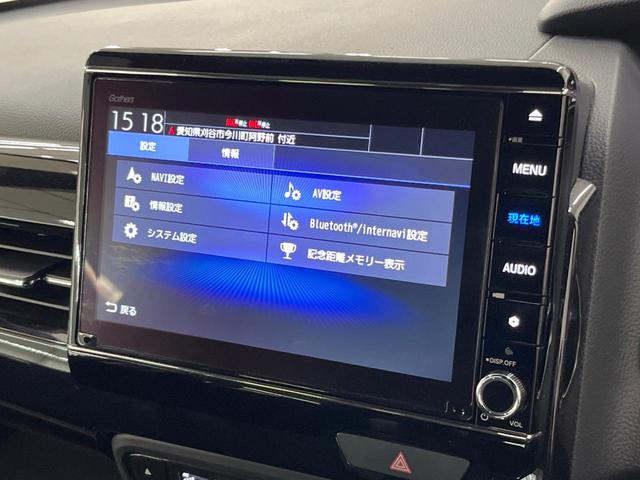 Gathers
15 18
愛知県刈谷市今川町阿野前 付近
設定 情報
NAVI設定 AV設定
情報設定 Bluetooth®/internavi設定
システム設定 記念距離メモリー表示
戻る
MENU
現在地
AUDIO
DISP.OFF
VOL